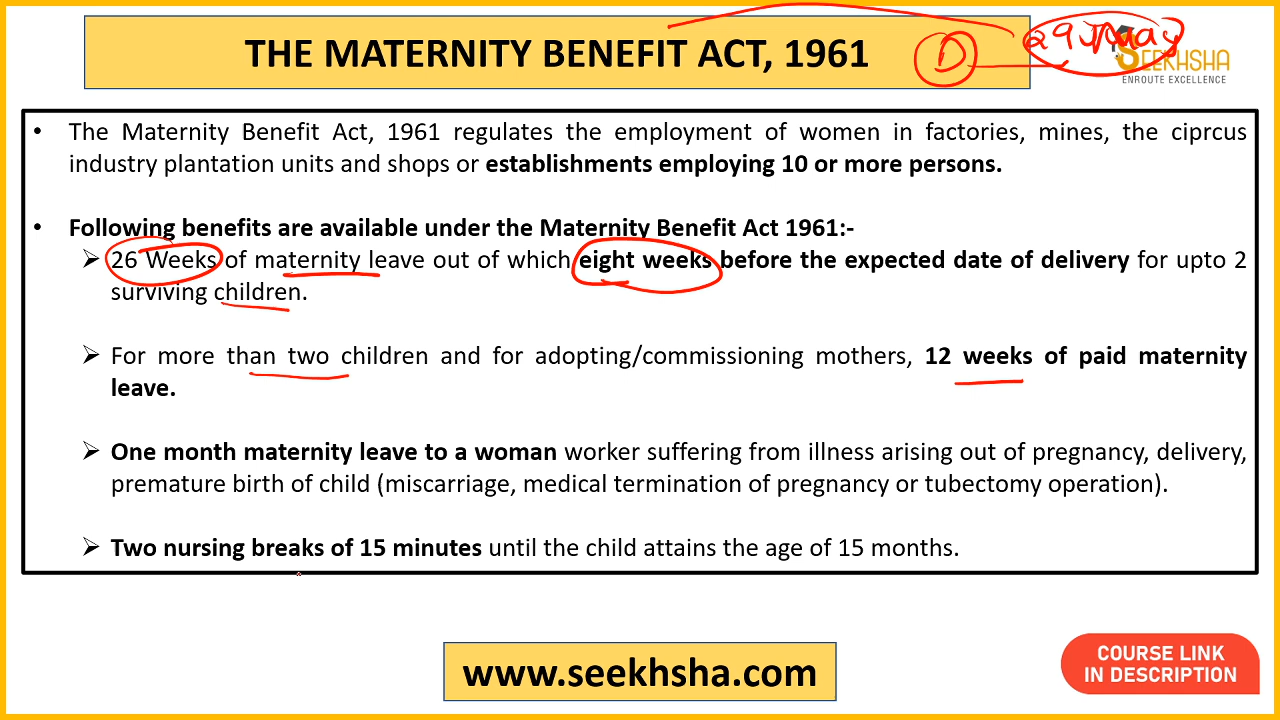 THE MATERNITY BENEFIT ACT, 1961
D
29 May
SEEKHSHA
ENROUTE EXCELLENCE
• The Maternity Benefit Act, 1961 regulates the employment of women in factories, mines, the ciprcus
industry plantation units and shops or establishments employing 10 or more persons.
• Following benefits are available under the Maternity Benefit Act 1961:-
➢ 26 Weeks of maternity leave out of which eight weeks before the expected date of delivery for upto 2
surviving children.
➢ For more than two children and for adopting/commissioning mothers, 12 weeks of paid maternity
leave.
➢ One month maternity leave to a woman worker suffering from illness arising out of pregnancy, delivery,
premature birth of child (miscarriage, medical termination of pregnancy or tubectomy operation).
➢ Two nursing breaks of 15 minutes until the child attains the age of 15 months.
www.seekhsha.com
COURSE LINK
IN DESCRIPTION